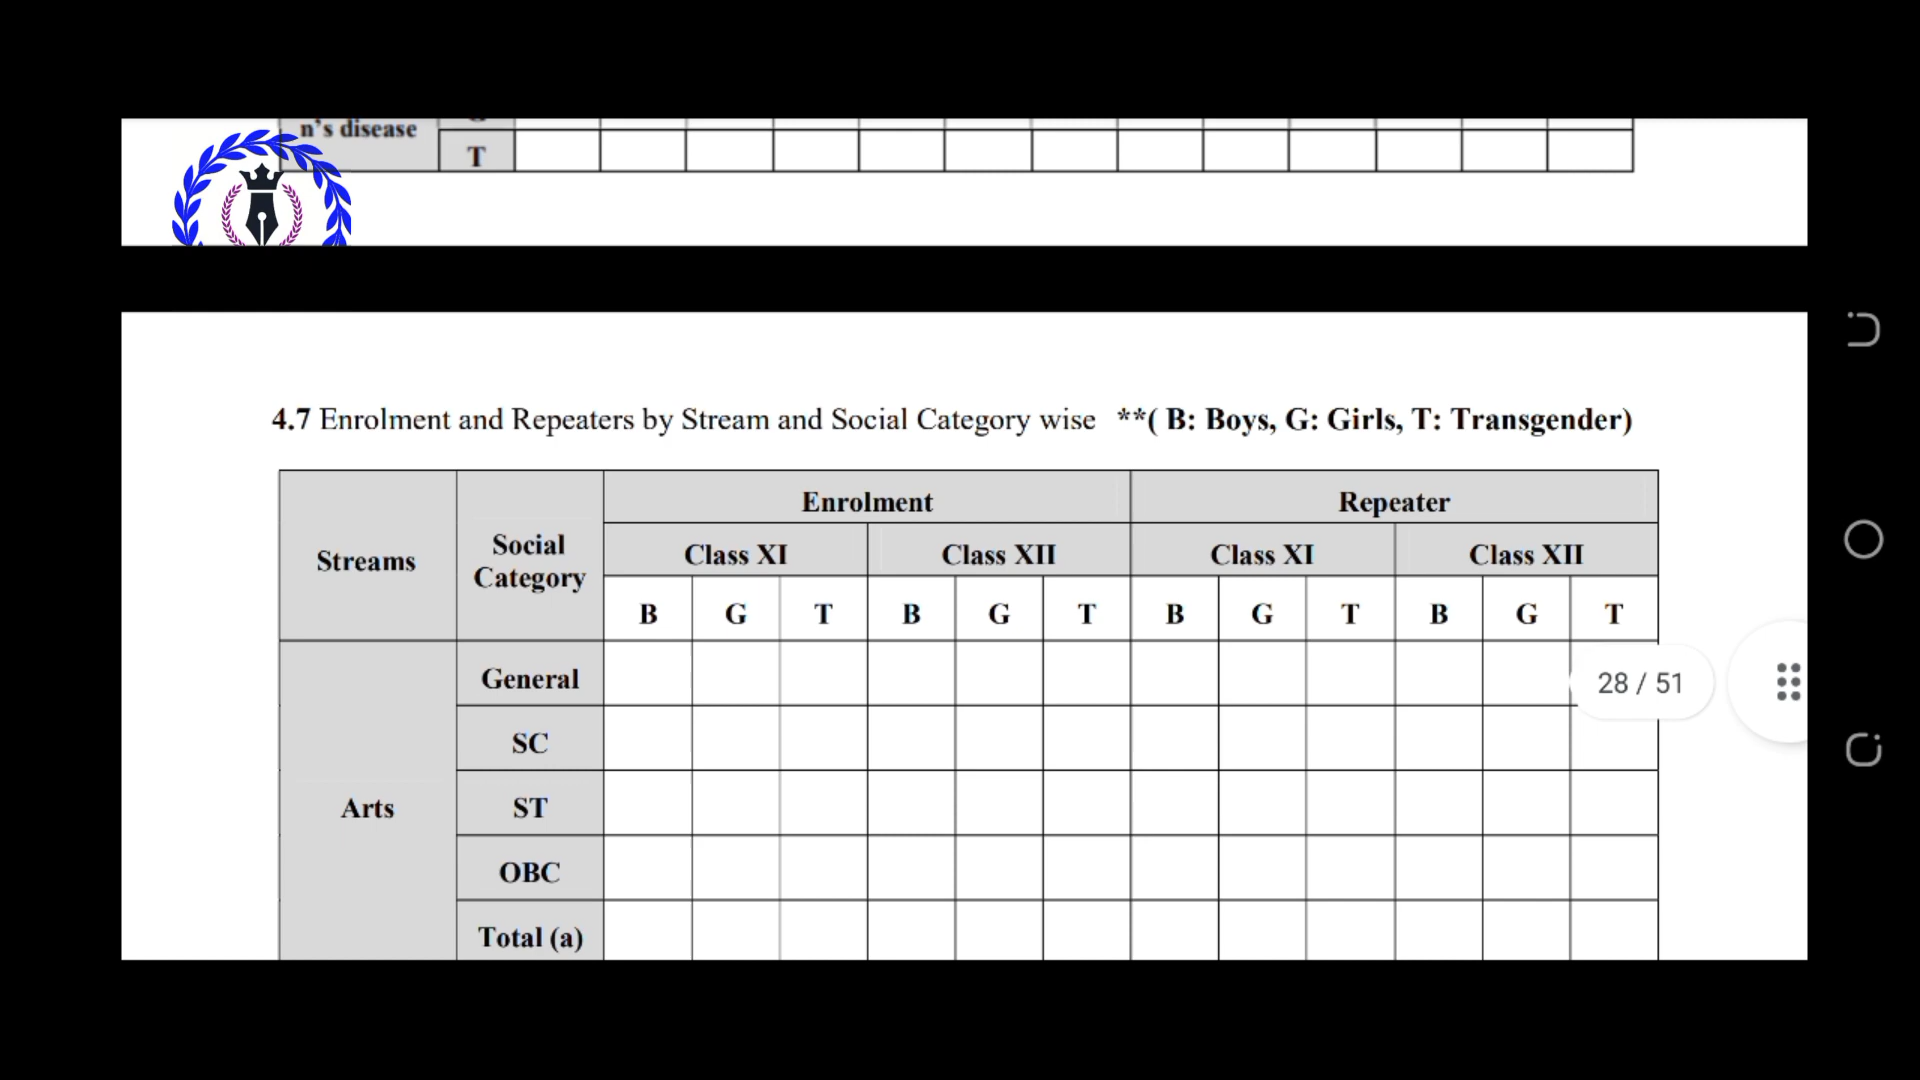 n's disease
T
4.7 Enrolment and Repeaters by Stream and Social Category wise **( B: Boys, G: Girls, T: Transgender)
Streams Social Category Enrolment Repeater
Class XI Class XII Class XI Class XII
B G T B G T B G T B G T
Arts
General
SC
ST
OBC
Total (a)
28 / 51